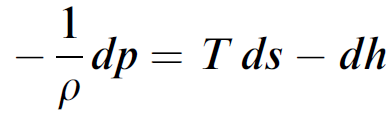 − 1/ρ dp = T ds − dh